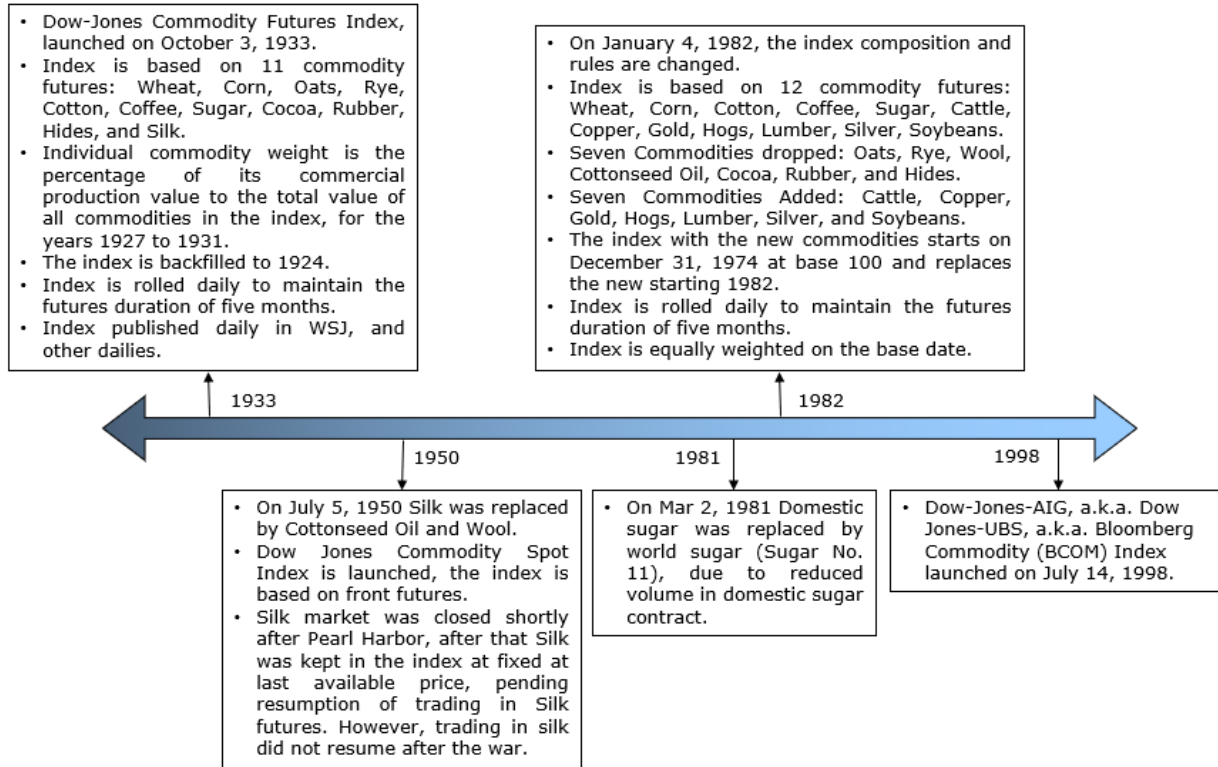 • Dow-Jones Commodity Futures Index,
launched on October 3, 1933.
• Index is based on 11 commodity
futures: Wheat, Corn, Oats, Rye,
Cotton, Coffee, Sugar, Cocoa, Rubber,
Hides, and Silk.
• Individual commodity weight is the
percentage of its commercial
production value to the total value of
all commodities in the index, for the
years 1927 to 1931.
• The index is backfilled to 1924.
• Index is rolled daily to maintain the
futures duration of five months.
• Index published daily in WSJ, and
other dailies.
• On January 4, 1982, the index composition and
rules are changed.
• Index is based on 12 commodity futures:
Wheat, Corn, Cotton, Coffee, Sugar, Cattle,
Copper, Gold, Hogs, Lumber, Silver, Soybeans.
• Seven Commodities dropped: Oats, Rye, Wool,
Cottonseed Oil, Cocoa, Rubber, and Hides.
• Seven Commodities Added: Cattle, Copper,
Gold, Hogs, Lumber, Silver, and Soybeans.
• The index with the new commodities starts on
December 31, 1974 at base 100 and replaces
the new starting 1982.
• Index is rolled daily to maintain the futures
duration of five months.
• Index is equally weighted on the base date.
1933
1982
1950
1981
1998
• On July 5, 1950 Silk was replaced
by Cottonseed Oil and Wool.
• Dow Jones Commodity Spot
Index is launched, the index is
based on front futures.
• Silk market was closed shortly
after Pearl Harbor, after that Silk
was kept in the index at fixed at
last available price, pending
resumption of trading in Silk
futures. However, trading in silk
did not resume after the war.
• On Mar 2, 1981 Domestic
sugar was replaced by
world sugar (Sugar No.
11), due to reduced
volume in domestic sugar
contract.
• Dow-Jones-AIG, a.k.a. Dow
Jones-UBS, a.k.a. Bloomberg
Commodity (BCOM) Index
launched on July 14, 1998.